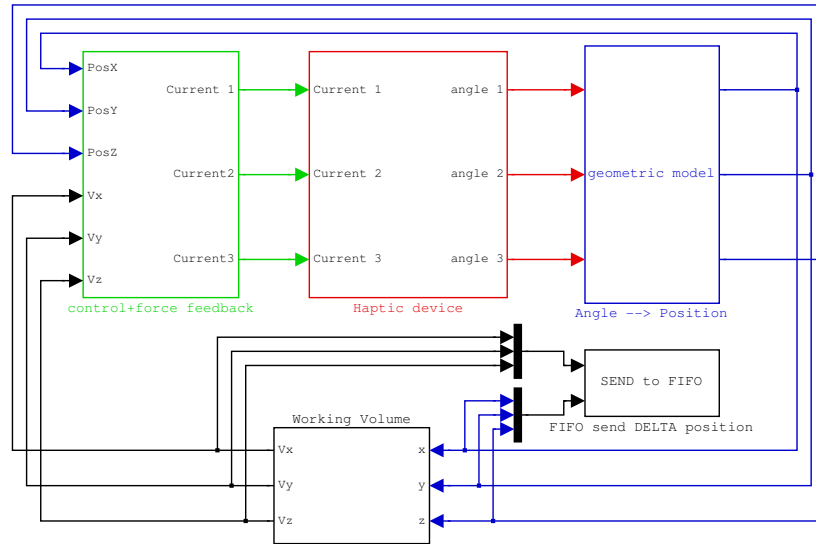 PosX
PosY
PosZ
Vx
Vy
Vz
Current 1
Current2
Current3
control+force feedback
Current 1
Current 2
Current 3
angle 1
angle 2
angle 3
Haptic device
geometric model
Angle --> Position
SEND to FIFO
FIFO send DELTA position
Working Volume
Vx
Vy
Vz
x
y
z